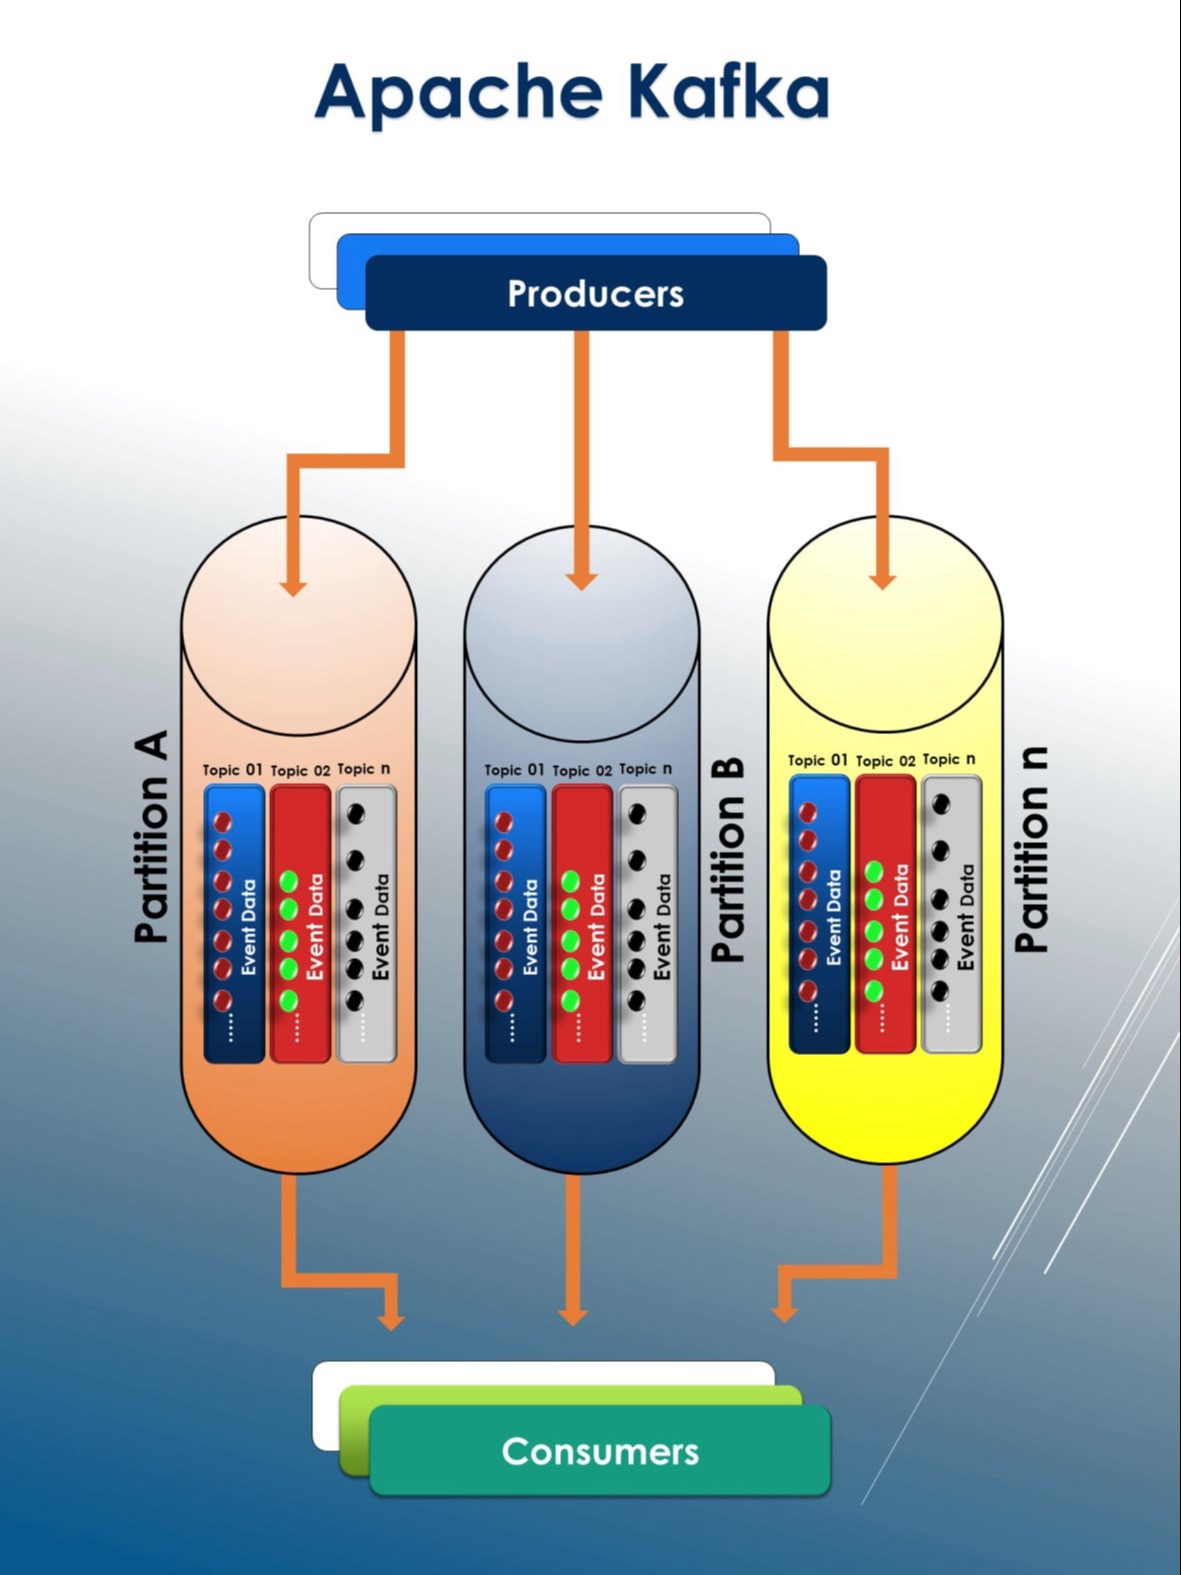 Apache Kafka
Producers
Partition A
Topic 01 Topic 02 Topic n
Event Data
Event Data
Event Data
Topic 01 Topic 02 Topic n
Event Data
Event Data
Event Data
Partition B
Topic 01 Topic 02 Topic n
Event Data
Event Data
Event Data
Partition n
Consumers